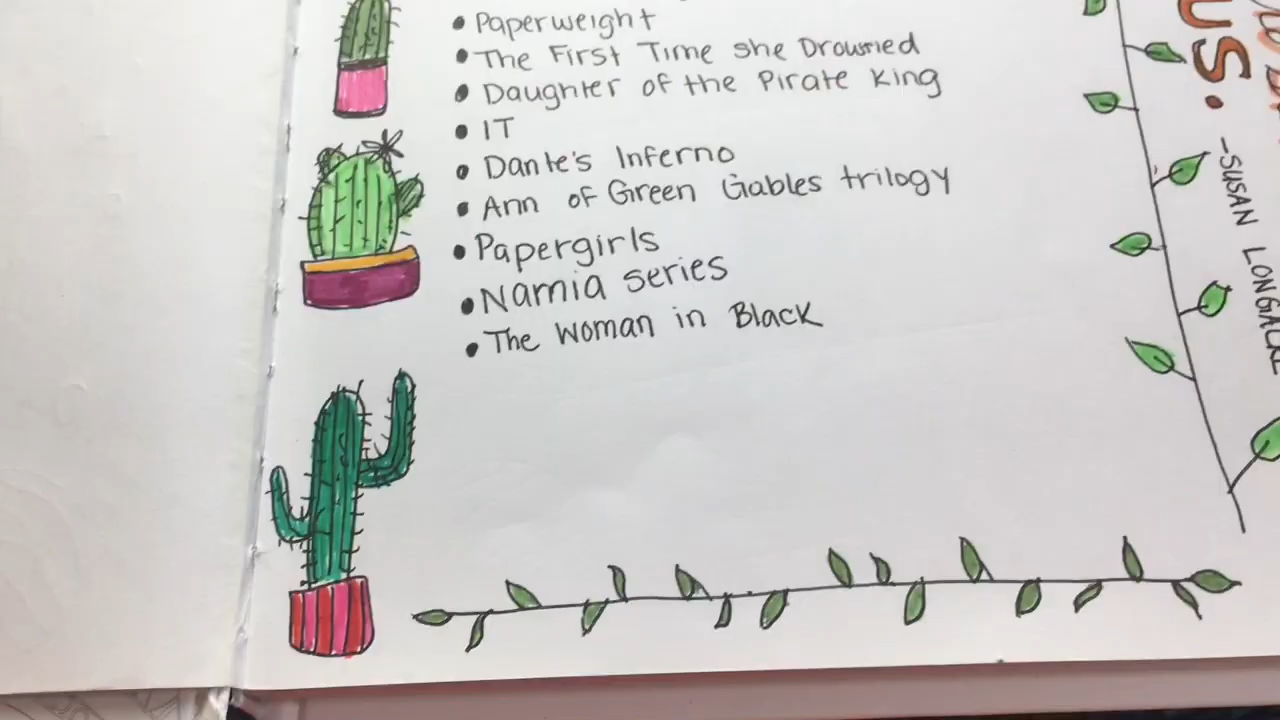 • Paperweight
• The First Time she Drowned
• Daughter of the Pirate King
• IT
• Dante's Inferno
• Ann of Green Gables trilogy
• Papergirls
• Narnia series
• The Woman in Black
US.
-SUSAN LONGACRE